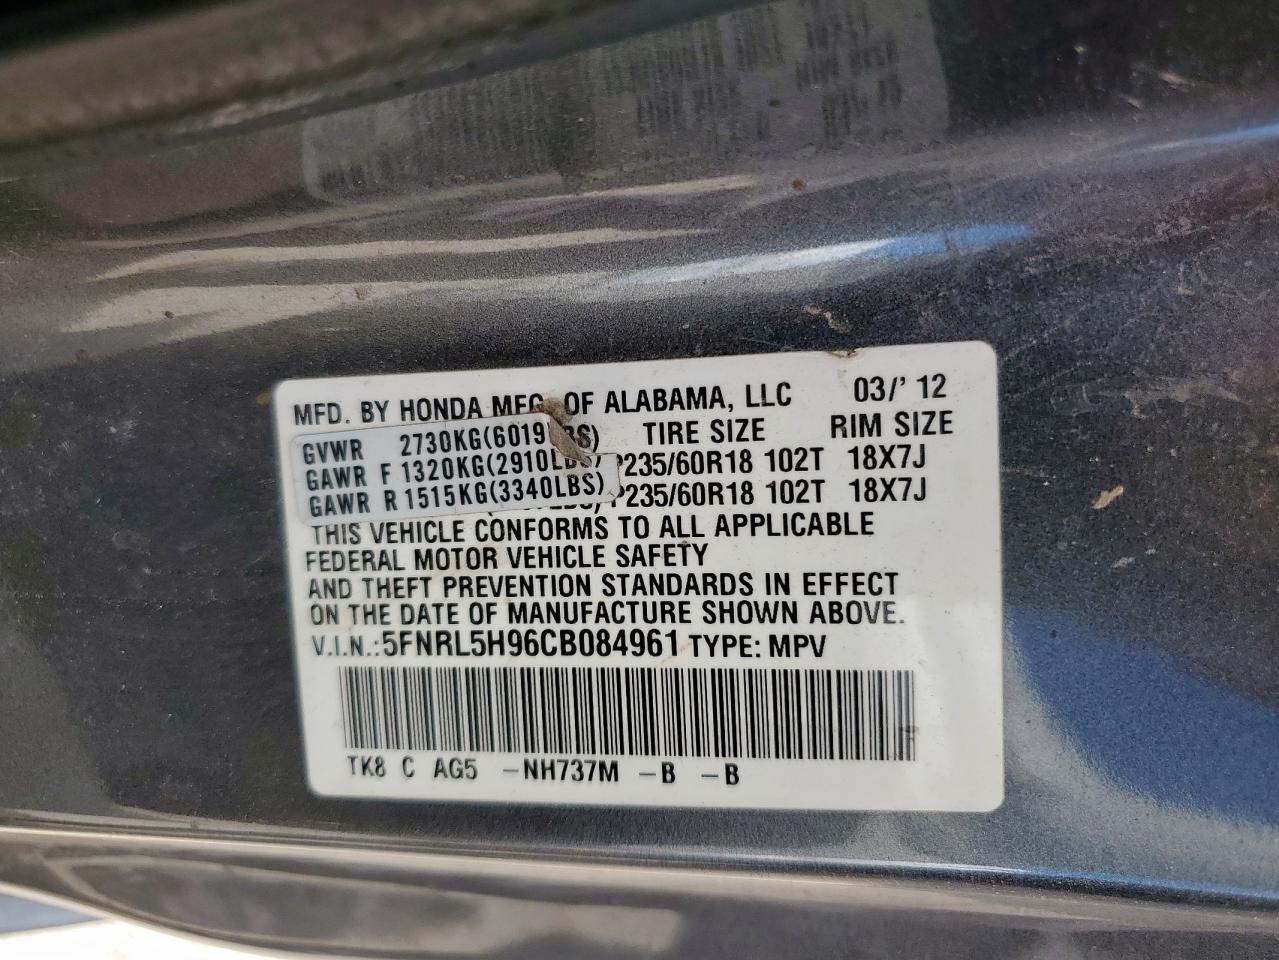 MFD. BY HONDA MFG. OF ALABAMA, LLC 03/' 12
GVWR 2730KG(6019LBS) TIRE SIZE RIM SIZE
GAWR F 1320KG(2910LBS) P235/60R18 102T 18X7J
GAWR R 1515KG(3340LBS) P235/60R18 102T 18X7J
THIS VEHICLE CONFORMS TO ALL APPLICABLE
FEDERAL MOTOR VEHICLE SAFETY
AND THEFT PREVENTION STANDARDS IN EFFECT
ON THE DATE OF MANUFACTURE SHOWN ABOVE.
V.I.N.:5FNRL5H96CB084961 TYPE: MPV
TK8 C AG5 -NH737M -B -B